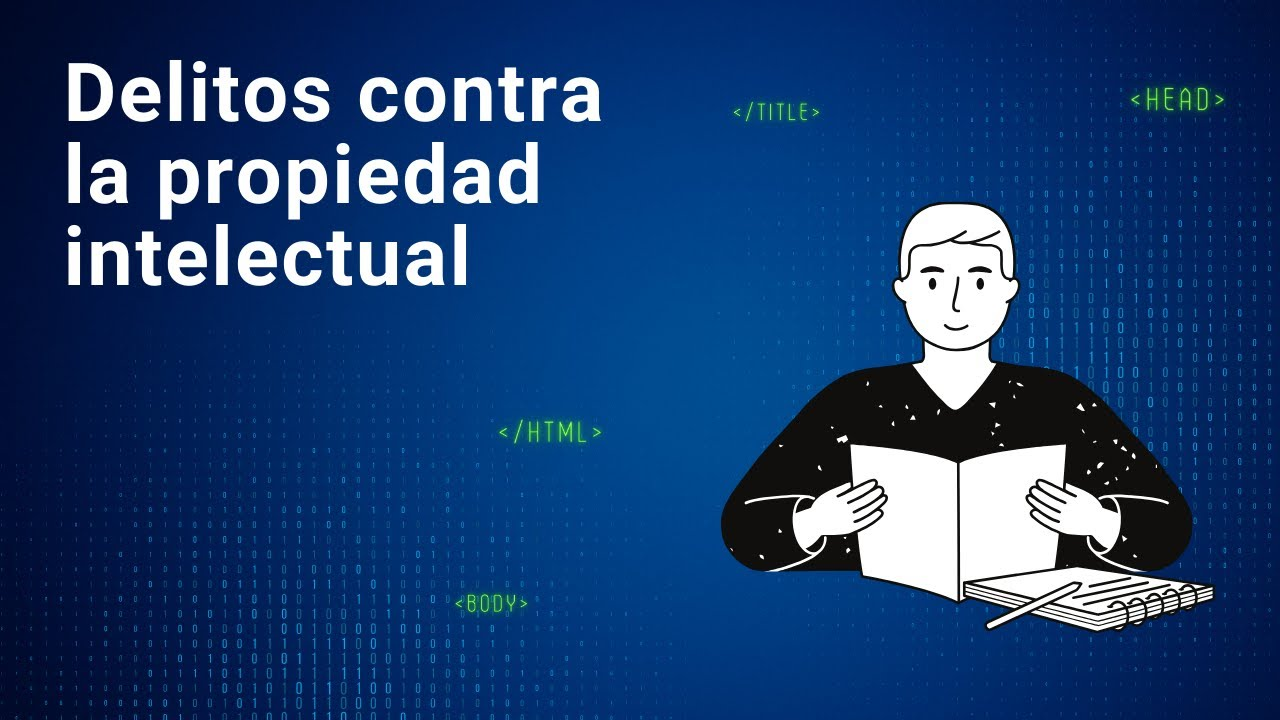 Delitos contra
la propiedad
intelectual
</TITLE>
<HEAD>
</HTML>
<BODY>